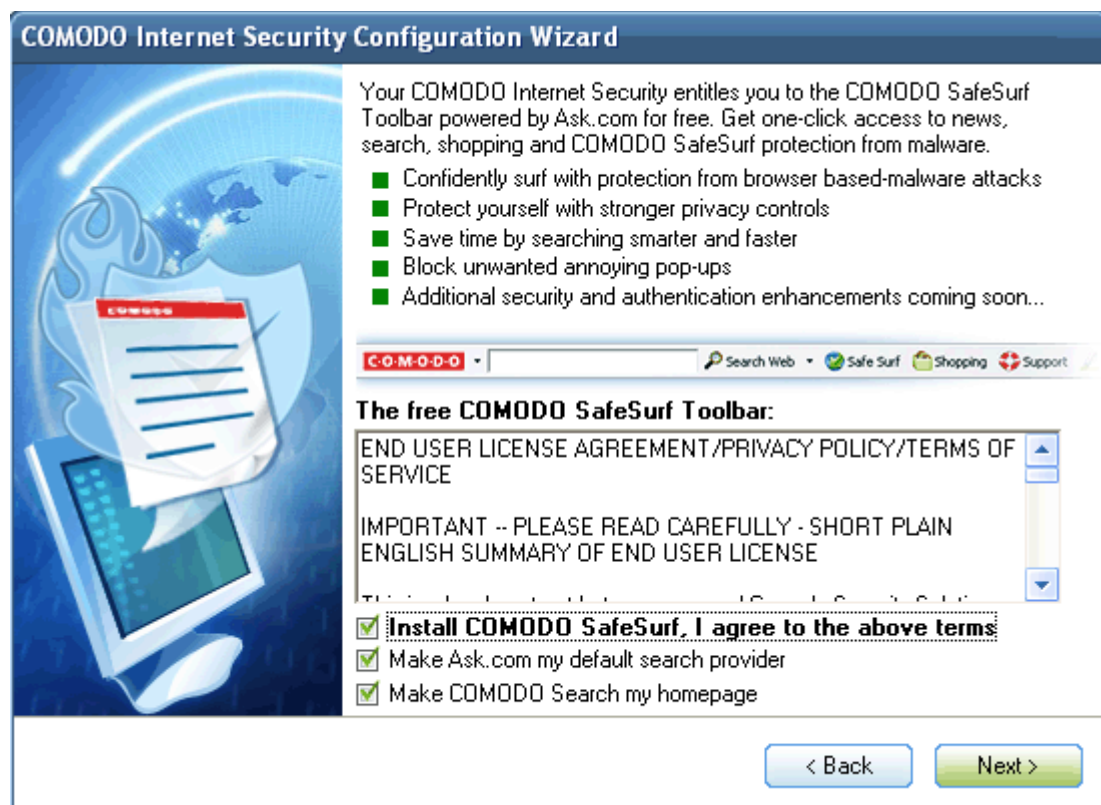 COMODO Internet Security Configuration Wizard
Your COMODO Internet Security entitles you to the COMODO SafeSurf
Toolbar powered by Ask.com for free. Get one-click access to news,
search, shopping and COMODO SafeSurf protection from malware.
Confidently surf with protection from browser based-malware attacks
Protect yourself with stronger privacy controls
Save time by searching smarter and faster
Block unwanted annoying pop-ups
Additional security and authentication enhancements coming soon...
COMODO
C·O·M·O·D·O Search Web Safe Surf Shopping Support
The free COMODO SafeSurf Toolbar:
END USER LICENSE AGREEMENT/PRIVACY POLICY/TERMS OF
SERVICE
IMPORTANT -- PLEASE READ CAREFULLY - SHORT PLAIN
ENGLISH SUMMARY OF END USER LICENSE
Install COMODO SafeSurf, I agree to the above terms
Make Ask.com my default search provider
Make COMODO Search my homepage
< Back
Next >